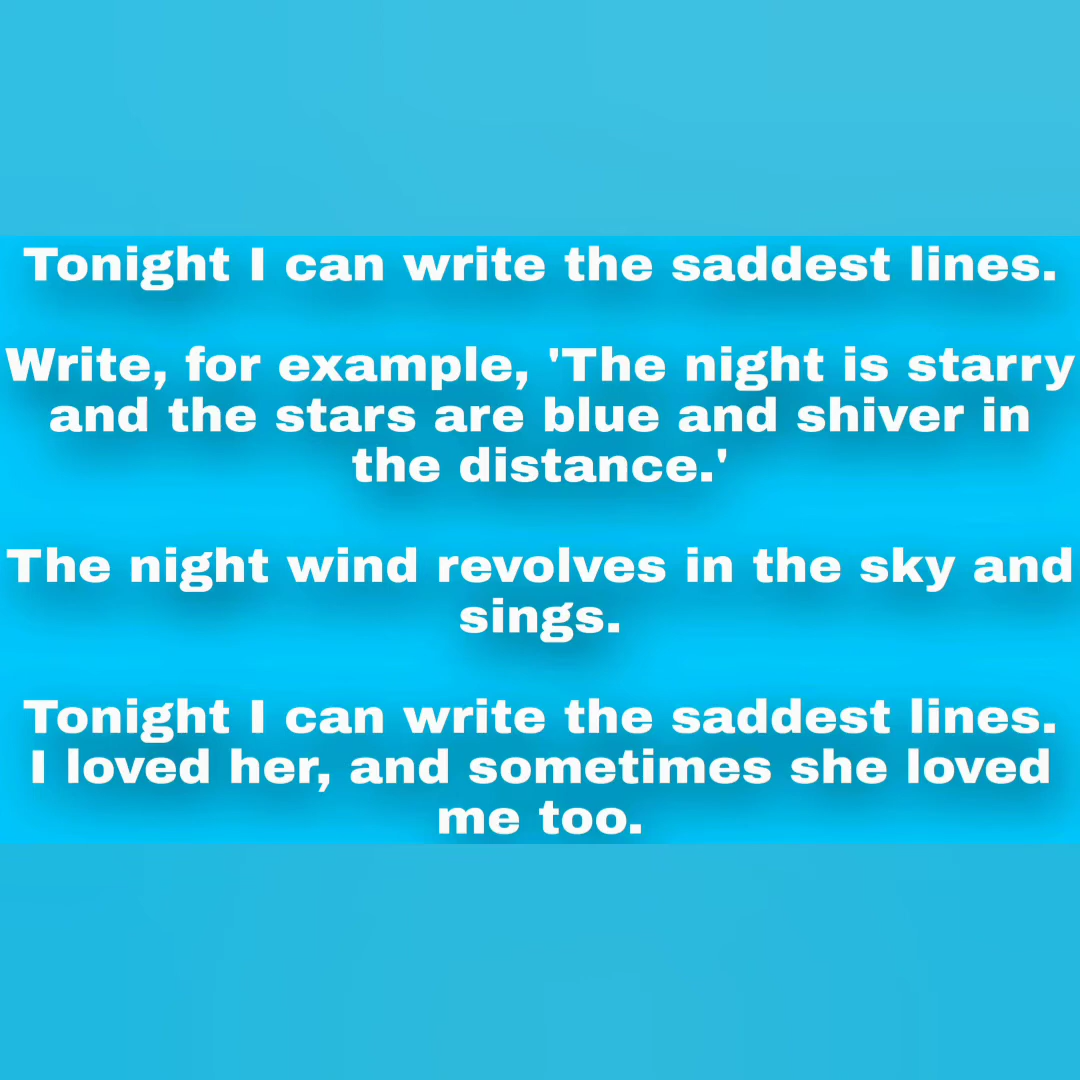 Tonight I can write the saddest lines.
Write, for example, 'The night is starry
and the stars are blue and shiver in
the distance.'
The night wind revolves in the sky and
sings.
Tonight I can write the saddest lines.
I loved her, and sometimes she loved
me too.